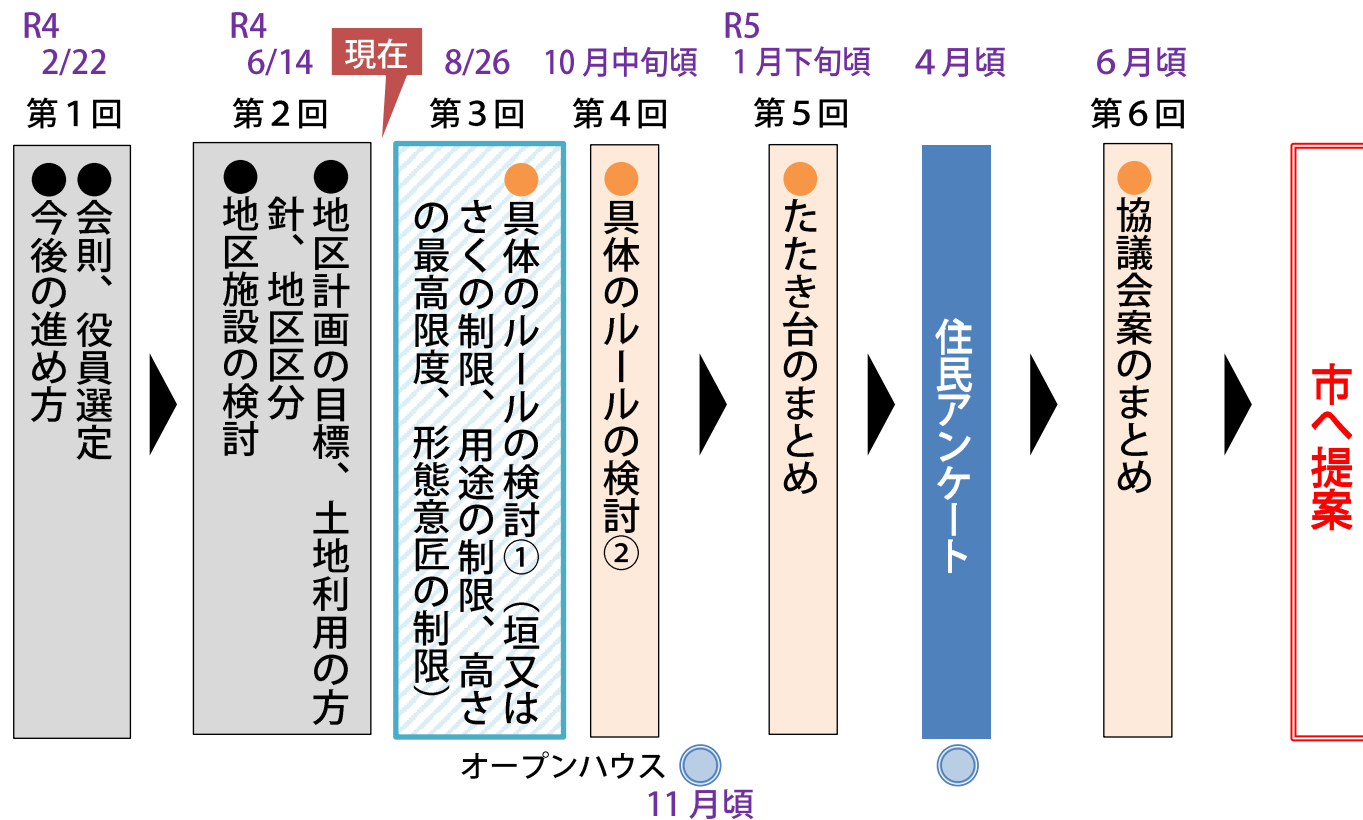 R4
2/22
第１回
●会則、役員選定
●今後の進め方
R4
6/14
第２回
●地区計画の目標、土地利用の方
針、地区区分
●地区施設の検討
現在
8/26
第３回
●具体のルールの検討①（垣又は
さくの制限、用途の制限、高さ
の最高限度、形態意匠の制限）
10月中旬頃
第４回
●具体のルールの検討②
オープンハウス
11月頃
R5
1月下旬頃
第５回
●たたき台のまとめ
４月頃
住民アンケート
６月頃
第６回
●協議会案のまとめ
市へ提案